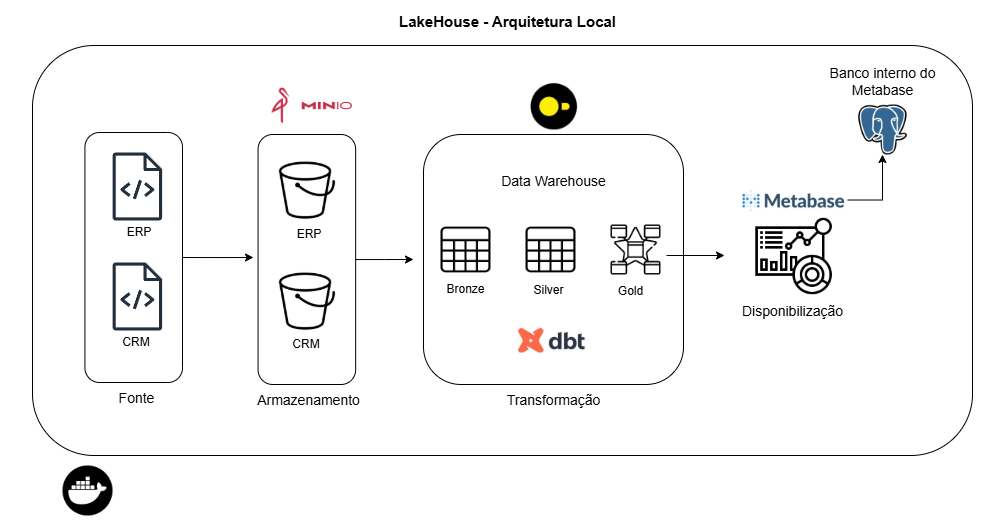 LakeHouse - Arquitetura Local
Banco interno do
Metabase
MINIO
Data Warehouse
Metabase
</>
ERP
ERP
</>
CRM
CRM
Bronze
Silver
Gold
dbt
Disponibilização
Fonte
Armazenamento
Transformação